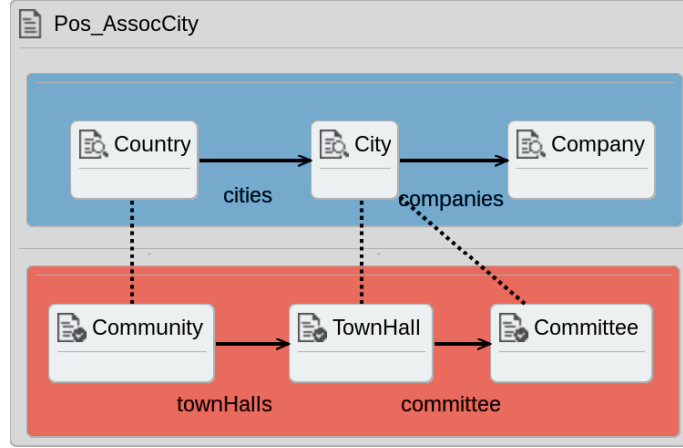 Pos_AssocCity
Country
City
Company
cities
companies
Community
TownHall
Committee
townHalls
committee